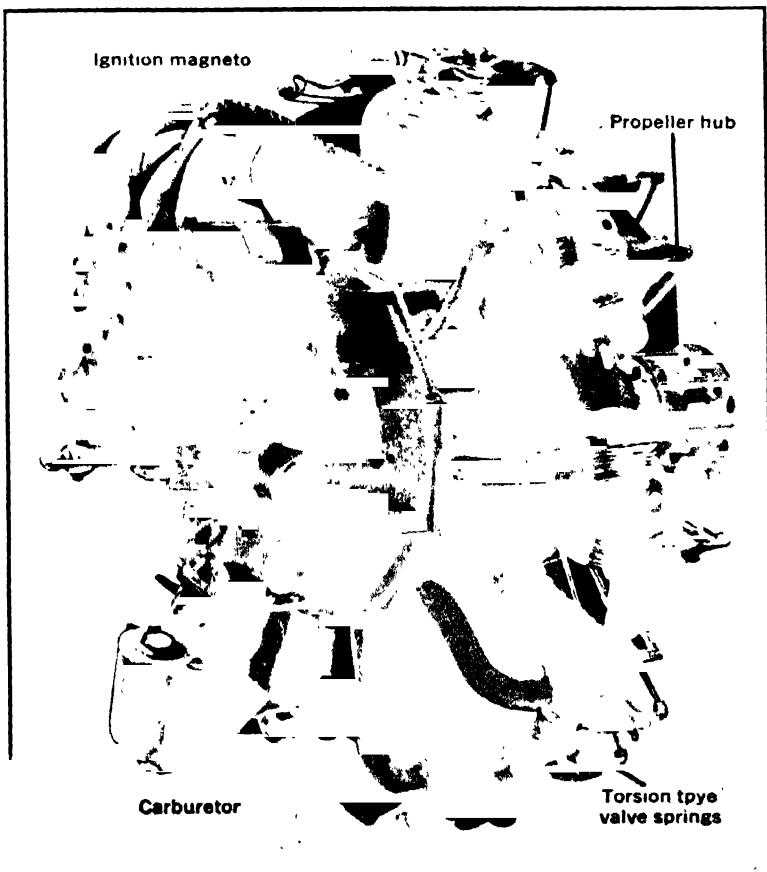 Ignition magneto
Propeller hub
Carburetor
Torsion tpye
valve springs